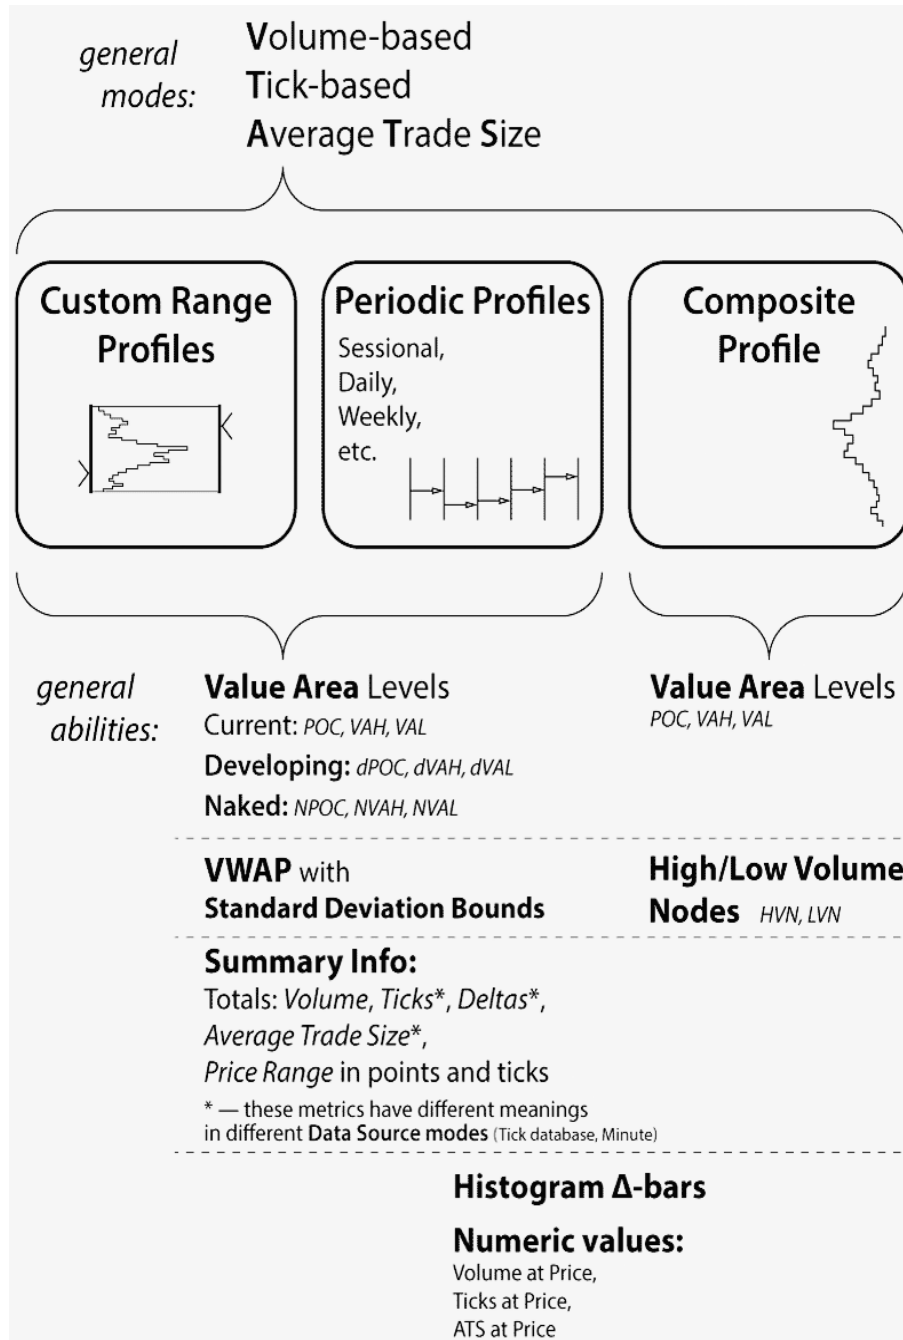 general
modes:
Volume-based
Tick-based
Average Trade Size
Custom Range
Profiles
Periodic Profiles
Sessional,
Daily,
Weekly,
etc.
Composite
Profile
general
abilities:
Value Area Levels
Current: POC, VAH, VAL
Developing: dPOC, dVAH, dVAL
Naked: NPOC, NVAH, NVAL
Value Area Levels
POC, VAH, VAL
VWAP with
Standard Deviation Bounds
High/Low Volume
Nodes HVN, LVN
Summary Info:
Totals: Volume, Ticks*, Deltas*,
Average Trade Size*,
Price Range in points and ticks
* — these metrics have different meanings
in different Data Source modes (Tick database, Minute)
Histogram Δ-bars
Numeric values:
Volume at Price,
Ticks at Price,
ATS at Price